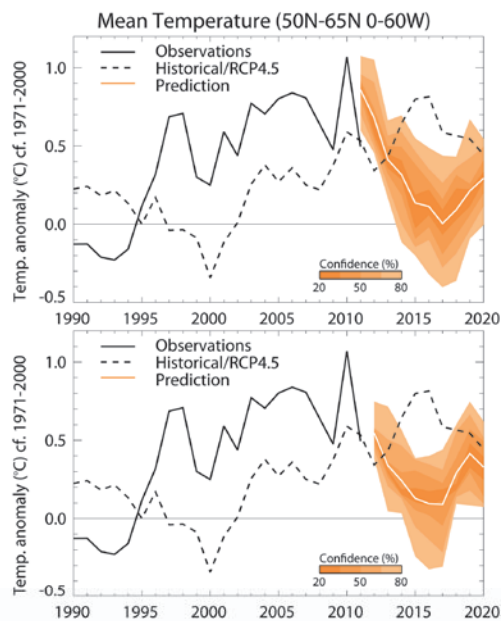 Mean Temperature (50N-65N 0-60W)
Temp. anomaly (°C) cf. 1971-2000
1.0
0.5
0.0
-0.5
Observations
Historical/RCP4.5
Prediction
Confidence (%)
20 50 80
1990 1995 2000 2005 2010 2015 2020
Temp. anomaly (°C) cf. 1971-2000
1.0
0.5
0.0
-0.5
Observations
Historical/RCP4.5
Prediction
Confidence (%)
20 50 80
1990 1995 2000 2005 2010 2015 2020